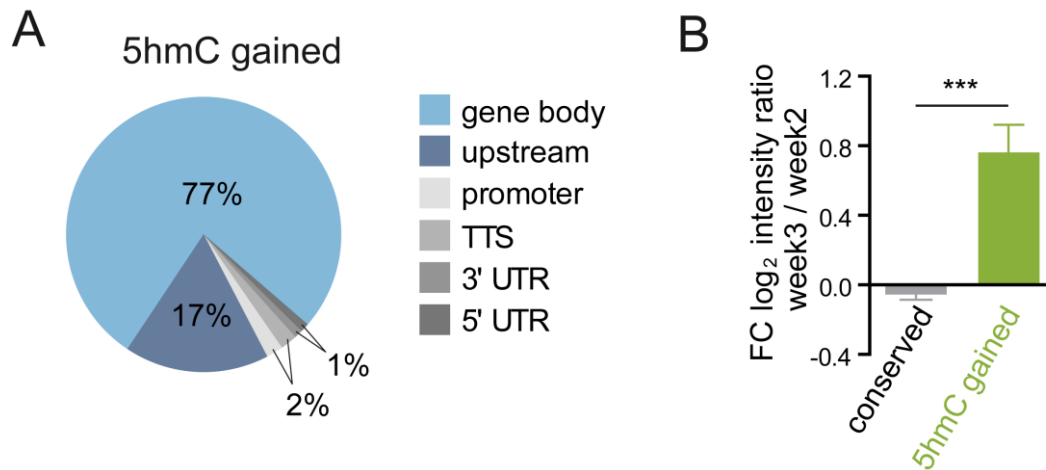 A
5hmC gained
77%
17%
2%
1%
gene body
upstream
promoter
TTS
3' UTR
5' UTR
B
FC log₂ intensity ratio
week3 / week2
1.2
0.8
0.4
0.0
-0.4
***
conserved
5hmC gained